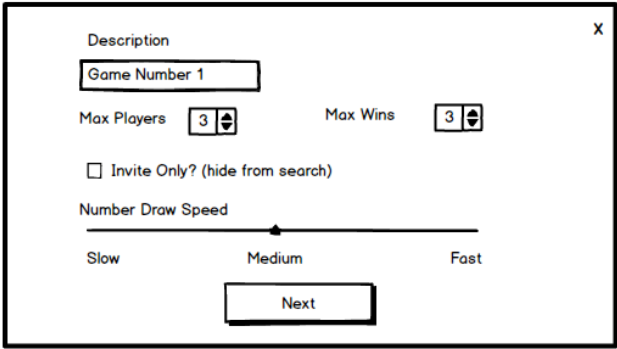 X
Description
Game Number 1
Max Players 3 Max Wins 3
Invite Only? (hide from search)
Number Draw Speed
Slow Medium Fast
Next